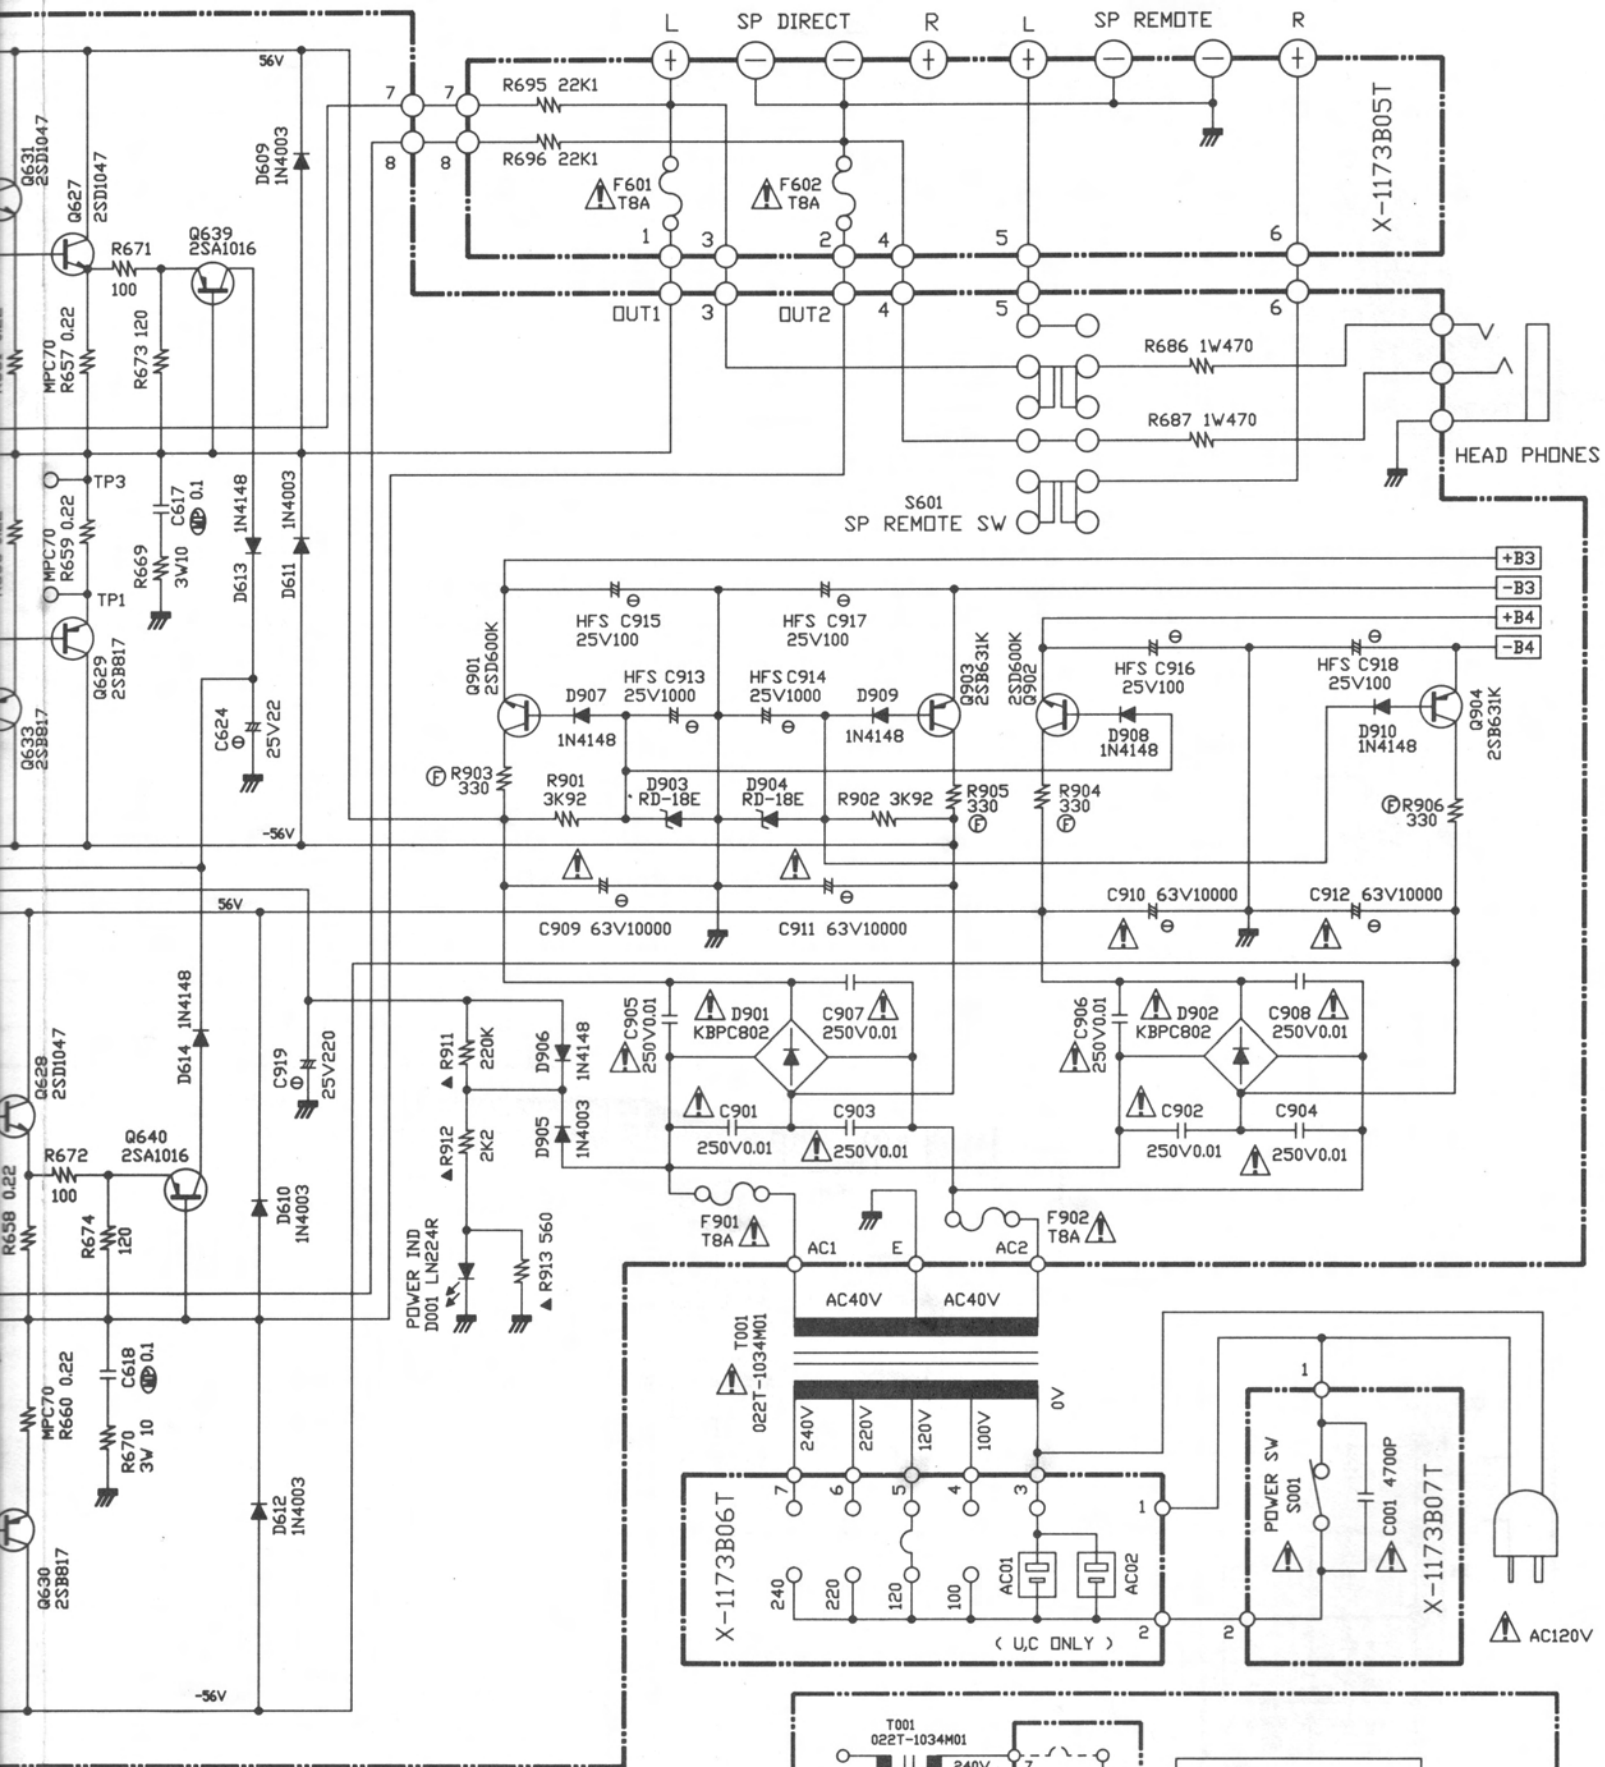 L SP DIRECT R L SP REMOTE R
56V
7 7 R695 22K1
8 8 R696 22K1
F601
T8A
F602
T8A
X-1173B05T
Q631
2SD1047
Q627
2SD1047
D609
1N4003
1 3 2 4 5 6
OUT1 3 OUT2 4 5 6
R671
100
Q639
2SA1016
MPC70
R657 0.22
R673 120
R686 1W470
R687 1W470
HEAD PHONES
S601
SP REMOTE SW
TP3
MPC70
R659 0.22
C617
NP 0.1
R669
3W10
1N4148
D613
1N4003
D611
TP1
Q629
2SB817
Q633
2SB817
C624
25V22
-56V
+B3
-B3
+B4
-B4
HFS C915
25V100
HFS C917
25V100
HFS C916
25V100
HFS C918
25V100
Q901
2SD600K
D907
1N4148
HFS C913
25V1000
HFS C914
25V1000
D909
1N4148
Q903
2SB631K
2SD600K
Q902
D908
1N4148
D910
1N4148
Q904
2SB631K
F R903
330
R901
3K92
D903
RD-18E
D904
RD-18E
R902 3K92
R905
330
F
R904
330
F
F R906
330
56V
C909 63V10000
C911 63V10000
C910 63V10000
C912 63V10000
D614 1N4148
C919
25V220
▲ R911
220K
D906
1N4148
▲ R912
2K2
D905
1N4003
C905
250V0.01
D901
KBPC802
C907
250V0.01
C901
250V0.01
C903
250V0.01
C906
250V0.01
D902
KBPC802
C908
250V0.01
C902
250V0.01
C904
250V0.01
Q628
2SD1047
R672
100
Q640
2SA1016
R658 0.22
R674
120
D610
1N4003
POWER IND
D001 LN224R
▲ R913 560
F901
T8A
F902
T8A
AC1 E AC2
AC40V AC40V
T001
022T-1034M01
240V 220V 120V 100V 0V
MPC70
R660 0.22
C618
NP 0.1
R670
3W 10
D612
1N4003
Q630
2SB817
-56V
X-1173B06T
7 6 5 4 3 1
240 220 120 100
AC01 AC02
( U,C ONLY ) 2
1
POWER SW
S001
C001 4700P
X-1173B07T
2
AC120V
T001
022T-1034M01
240V 7